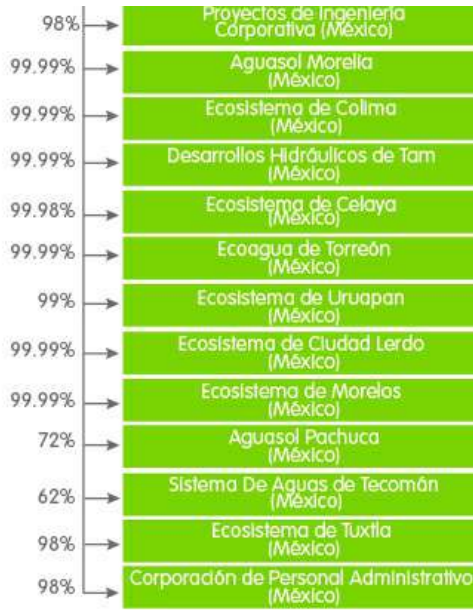 98%
Proyectos de Ingeniería
Corporativa (México)
99.99%
Aguasol Morelia
(México)
99.99%
Ecosistema de Colima
(México)
99.99%
Desarrollos Hidráulicos de Tam
(México)
99.98%
Ecosistema de Celaya
(México)
99.99%
Ecoagua de Torreón
(México)
99%
Ecosistema de Uruapan
(México)
99.99%
Ecosistema de Ciudad Lerdo
(México)
99.99%
Ecosistema de Morelos
(México)
72%
Aguasol Pachuca
(México)
62%
Sistema De Aguas de Tecomán
(México)
98%
Ecosistema de Tuxtla
(México)
98%
Corporación de Personal Administrativo
(México)